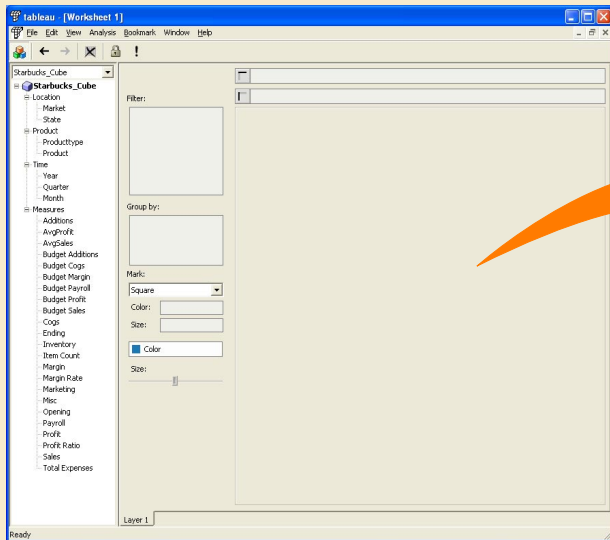 tableau - [Worksheet 1]
File Edit View Analysis Bookmark Window Help
Starbucks_Cube
Starbucks_Cube
Location
Market
State
Product
Producttype
Product
Time
Year
Quarter
Month
Measures
Additions
AvgProfit
AvgSales
Budget Additions
Budget Cogs
Budget Margin
Budget Payroll
Budget Profit
Budget Sales
Cogs
Ending
Inventory
Item Count
Margin
Margin Rate
Marketing
Misc
Opening
Payroll
Profit
Profit Ratio
Sales
Total Expenses
Filter:
Group by:
Mark:
Square
Color:
Size:
Color
Size:
Layer 1
Ready